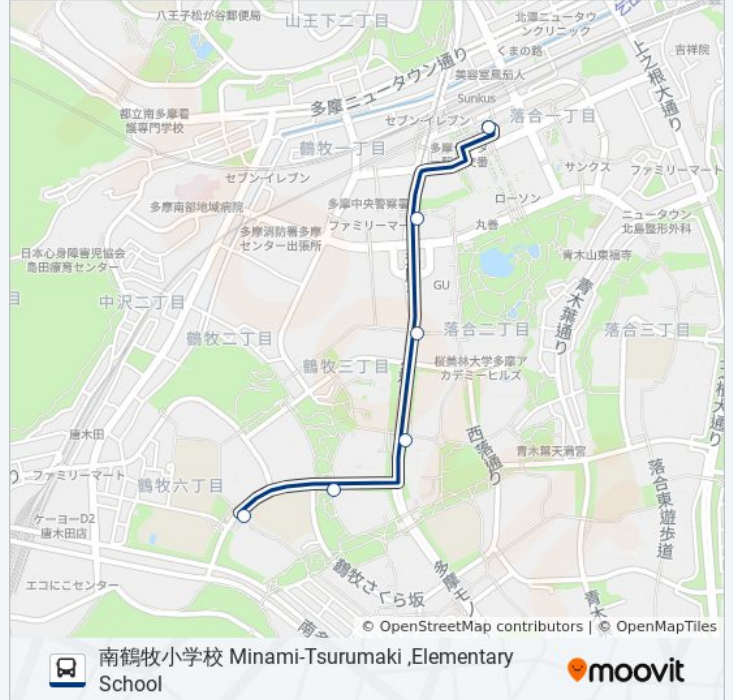 八王子松が谷郵便局
山王下二丁目
北澤ニュータウ
ンクリニック
くまの路
上之根大通り
吉祥院
多摩ニュータウン通り
美容室風茄人
Sunkus
都立南多摩看
護専門学校
セブン-イレブン
落合一丁目
鶴牧一丁目
セブン-イレブン
サンクス
ファミリーマート
多摩南部地域病院
多摩中央警察署
ローソン
ファミリーマー
丸善
ニュータウン
北島整形外科
多摩消防署多摩
センター出張所
日本心身障害児協会
島田療育センター
青木山東福寺
GU
中沢二丁目
青木葉通り
鶴牧二丁目
落合二丁目
落合三丁目
鶴牧三丁目
桜美林大学多摩ア
カデミーヒルズ
唐木田
西落通り
青木葉天満宮
ファミリーマート
鶴牧六丁目
落合東遊歩道
ケーヨーD2
唐木田店
エコにこセンター
鶴牧さくら坂
多摩モノ
青木
© OpenStreetMap contributors | © OpenMapTiles
南鶴牧小学校 Minami-Tsurumaki ,Elementary
School
moovit